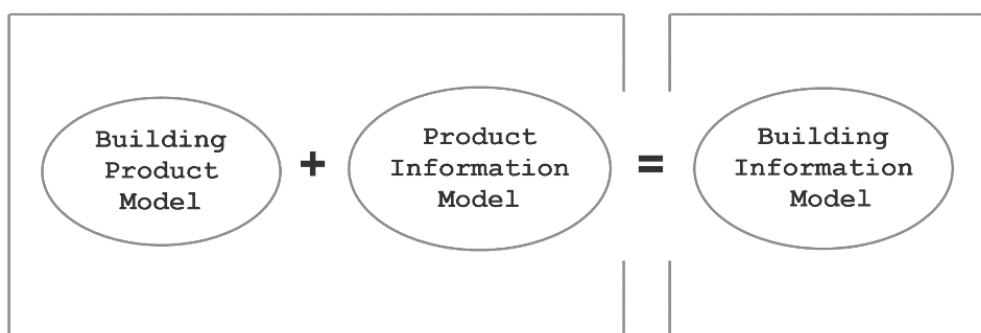 Building
Product
Model
+
Product
Information
Model
=
Building
Information
Model